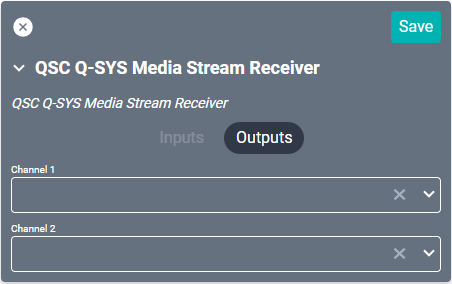 Save
QSC Q-SYS Media Stream Receiver
QSC Q-SYS Media Stream Receiver
Inputs Outputs
Channel 1
Channel 2